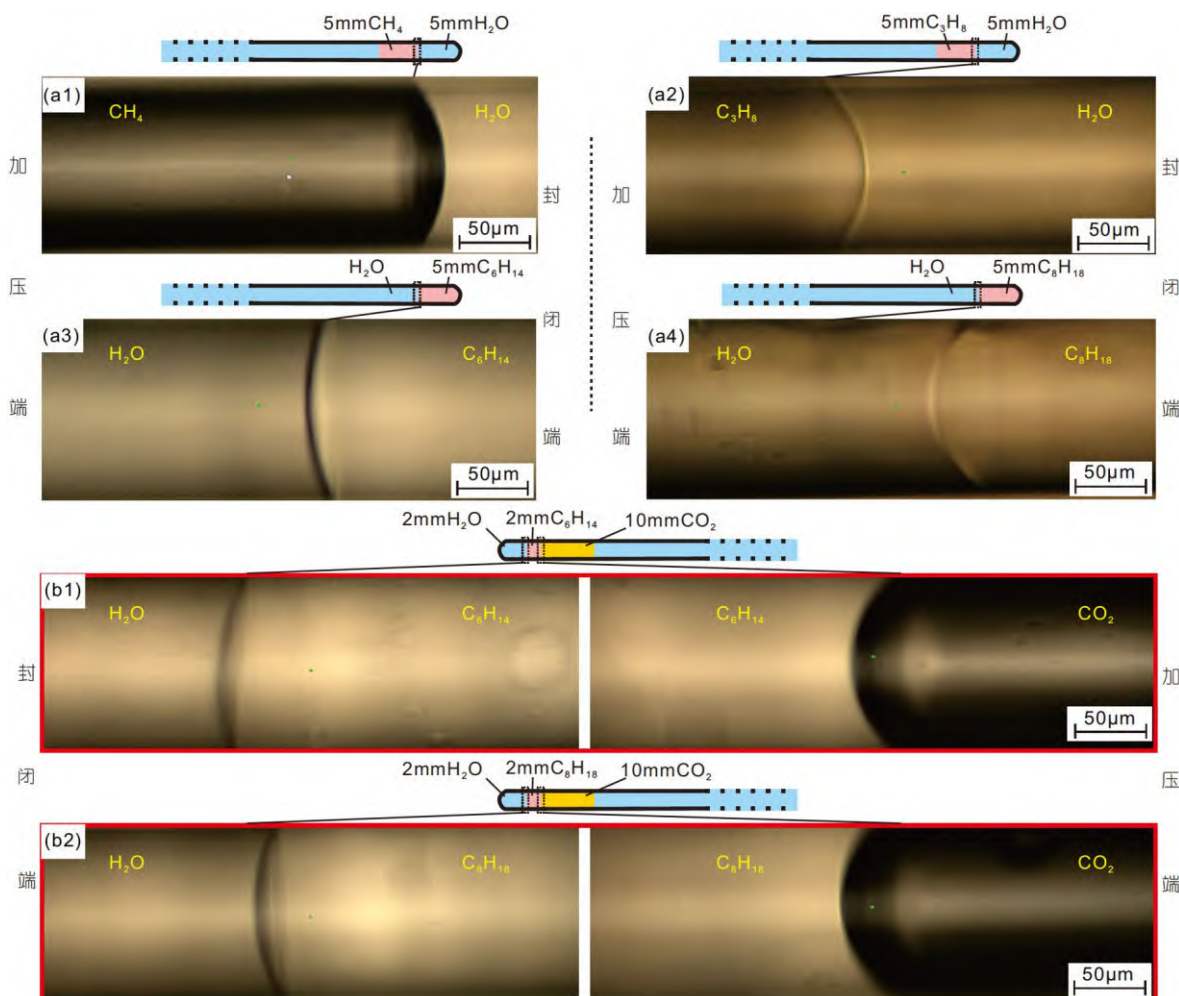 5mmCH₄ 5mmH₂O
5mmC₃H₈ 5mmH₂O
(a1) CH₄ H₂O
50μm
(a2) C₃H₈ H₂O
50μm
加压端
封闭端
加压端
封闭端
H₂O 5mmC₆H₁₄
H₂O 5mmC₈H₁₈
(a3) H₂O C₆H₁₄
50μm
(a4) H₂O C₈H₁₈
50μm
2mmH₂O 2mmC₆H₁₄ 10mmCO₂
(b1) H₂O C₆H₁₄ C₆H₁₄ CO₂
50μm
封闭端
加压端
2mmH₂O 2mmC₈H₁₈ 10mmCO₂
(b2) H₂O C₈H₁₈ C₈H₁₈ CO₂
50μm